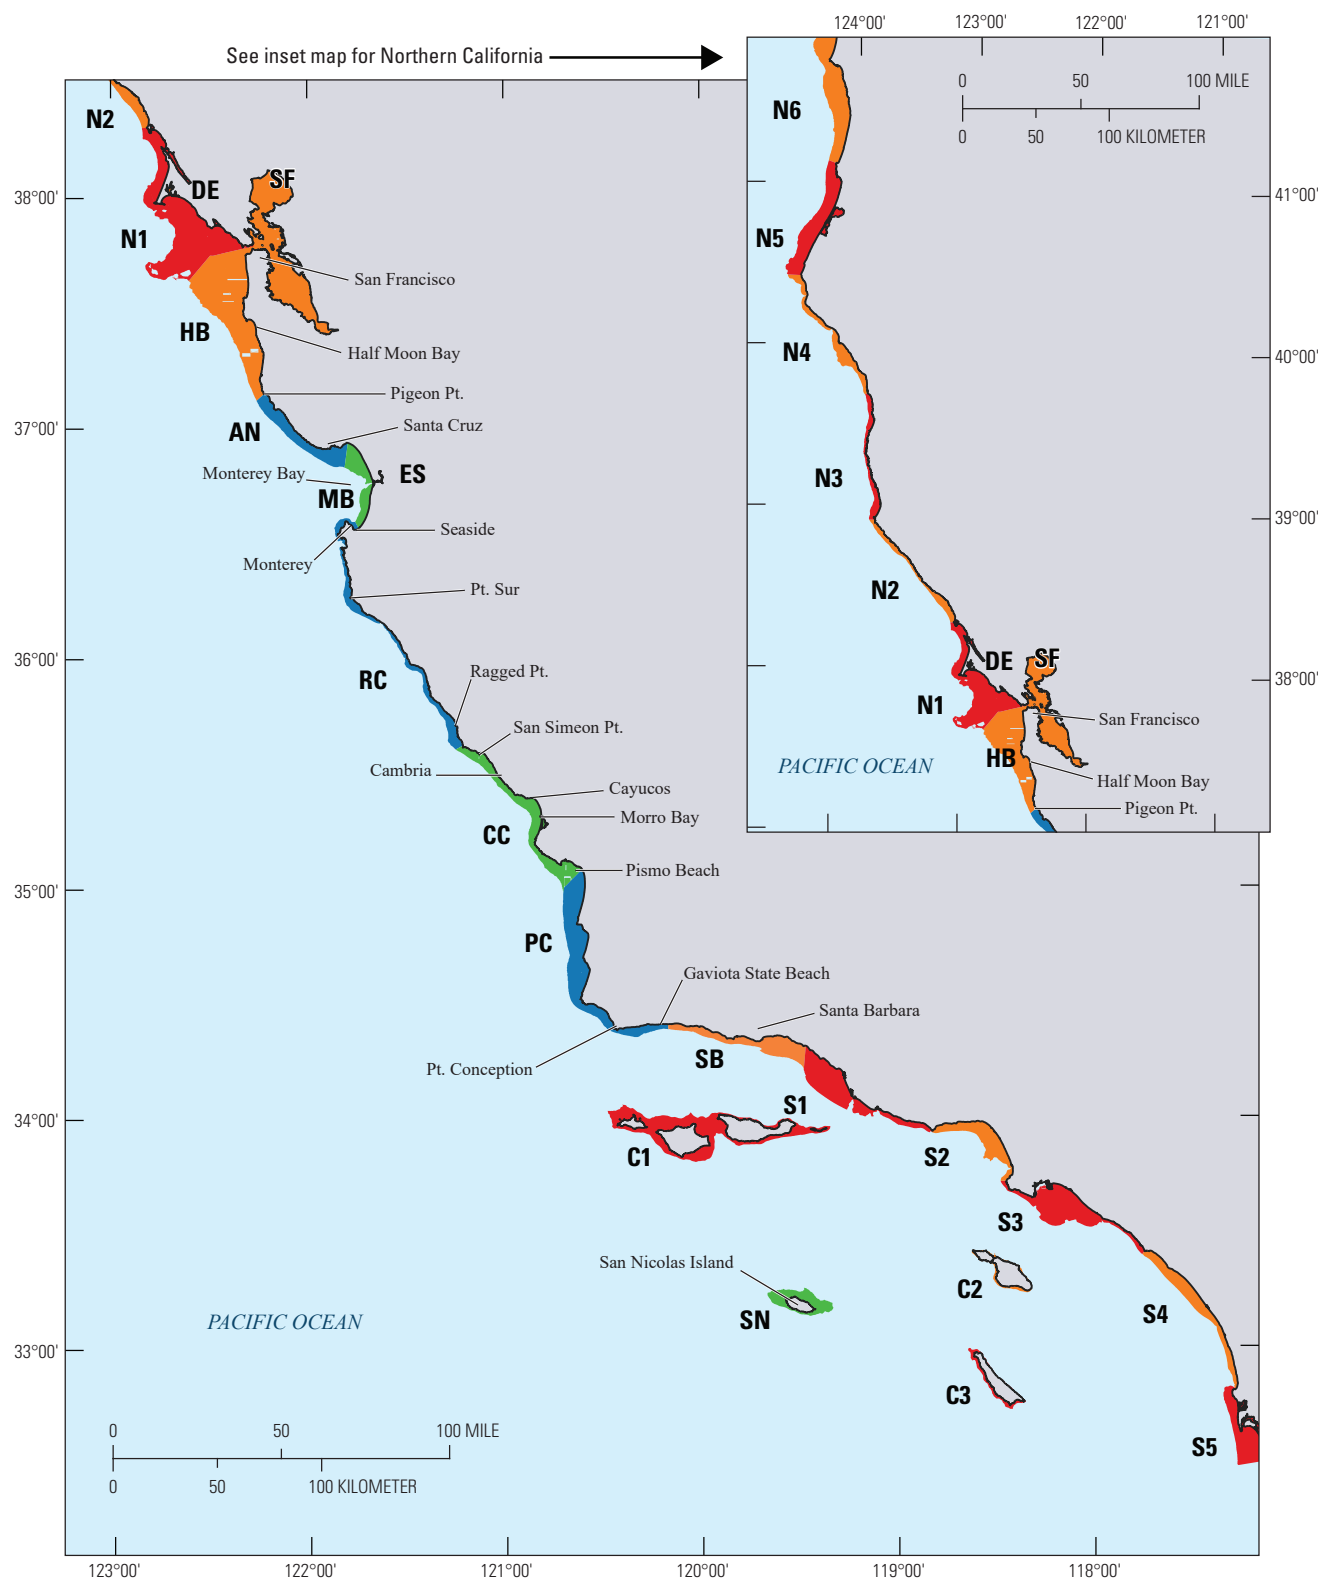 See inset map for Northern California
124°00'
123°00'
122°00'
121°00'
0 50 100 MILE
0 50 100 KILOMETER
N6
N5
N4
N3
N2
DE
SF
N1
HB
San Francisco
Half Moon Bay
Pigeon Pt.
PACIFIC OCEAN
41°00'
40°00'
39°00'
38°00'
N2
DE
SF
38°00'
N1
San Francisco
HB
Half Moon Bay
Pigeon Pt.
37°00'
AN
Santa Cruz
Monterey Bay
ES
MB
Seaside
Monterey
Pt. Sur
36°00'
RC
Ragged Pt.
San Simeon Pt.
Cambria
Cayucos
Morro Bay
CC
Pismo Beach
35°00'
PC
Gaviota State Beach
Santa Barbara
SB
Pt. Conception
34°00'
S1
C1
S2
S3
San Nicolas Island
C2
SN
S4
PACIFIC OCEAN
33°00'
C3
S5
0 50 100 MILE
0 50 100 KILOMETER
123°00'
122°00'
121°00'
120°00'
119°00'
118°00'